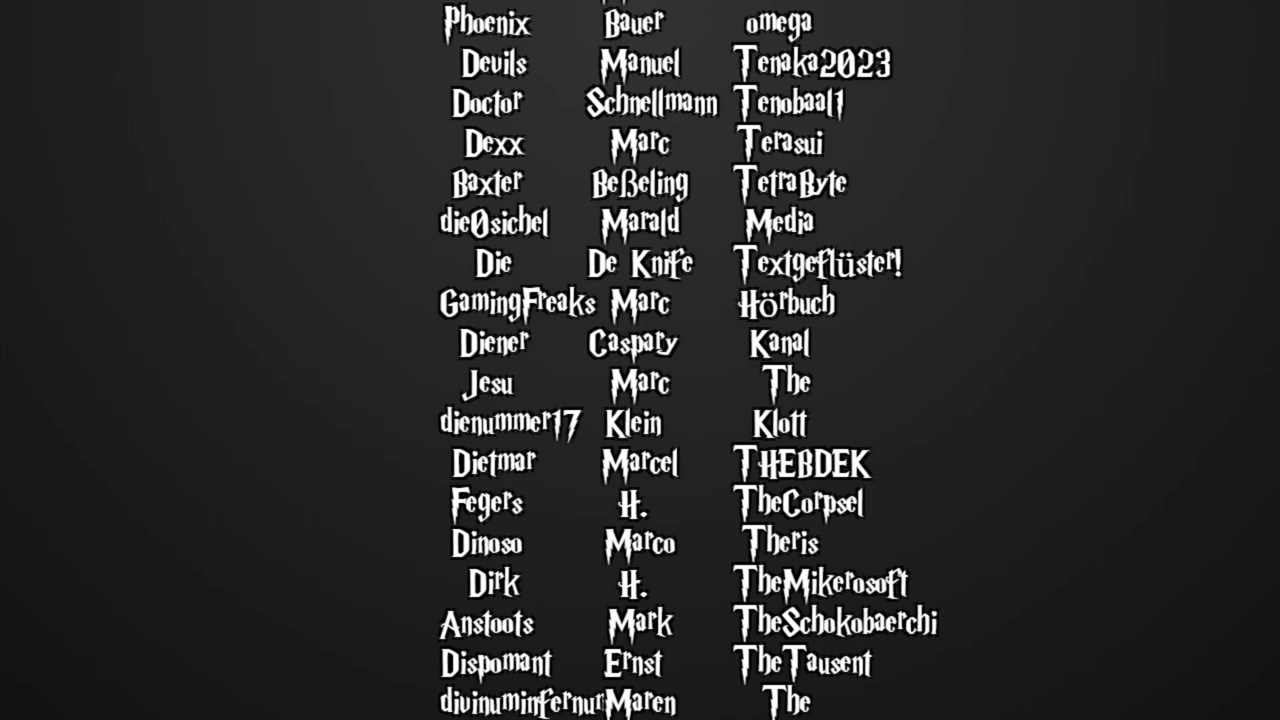 Phoenix Bauer omega
Devils Manuel Tenaka2023
Doctor Schnellmann Tenobaal1
Dexx Marc Terasui
Baxter Beßeling TetraByte
die0sichel Marald Media
Die De Knife Textgeflüster!
GamingFreaks Marc Hörbuch
Diener Caspary Kanal
Jesu Marc The
dienummer17 Klein Klott
Dietmar Marcel THEBDEK
Fegers H. TheCorpsel
Dinoso Marco Theris
Dirk H. TheMikerosoft
Anstoots Mark TheSchokobaerchi
Dispomant Ernst TheTausent
Maren The